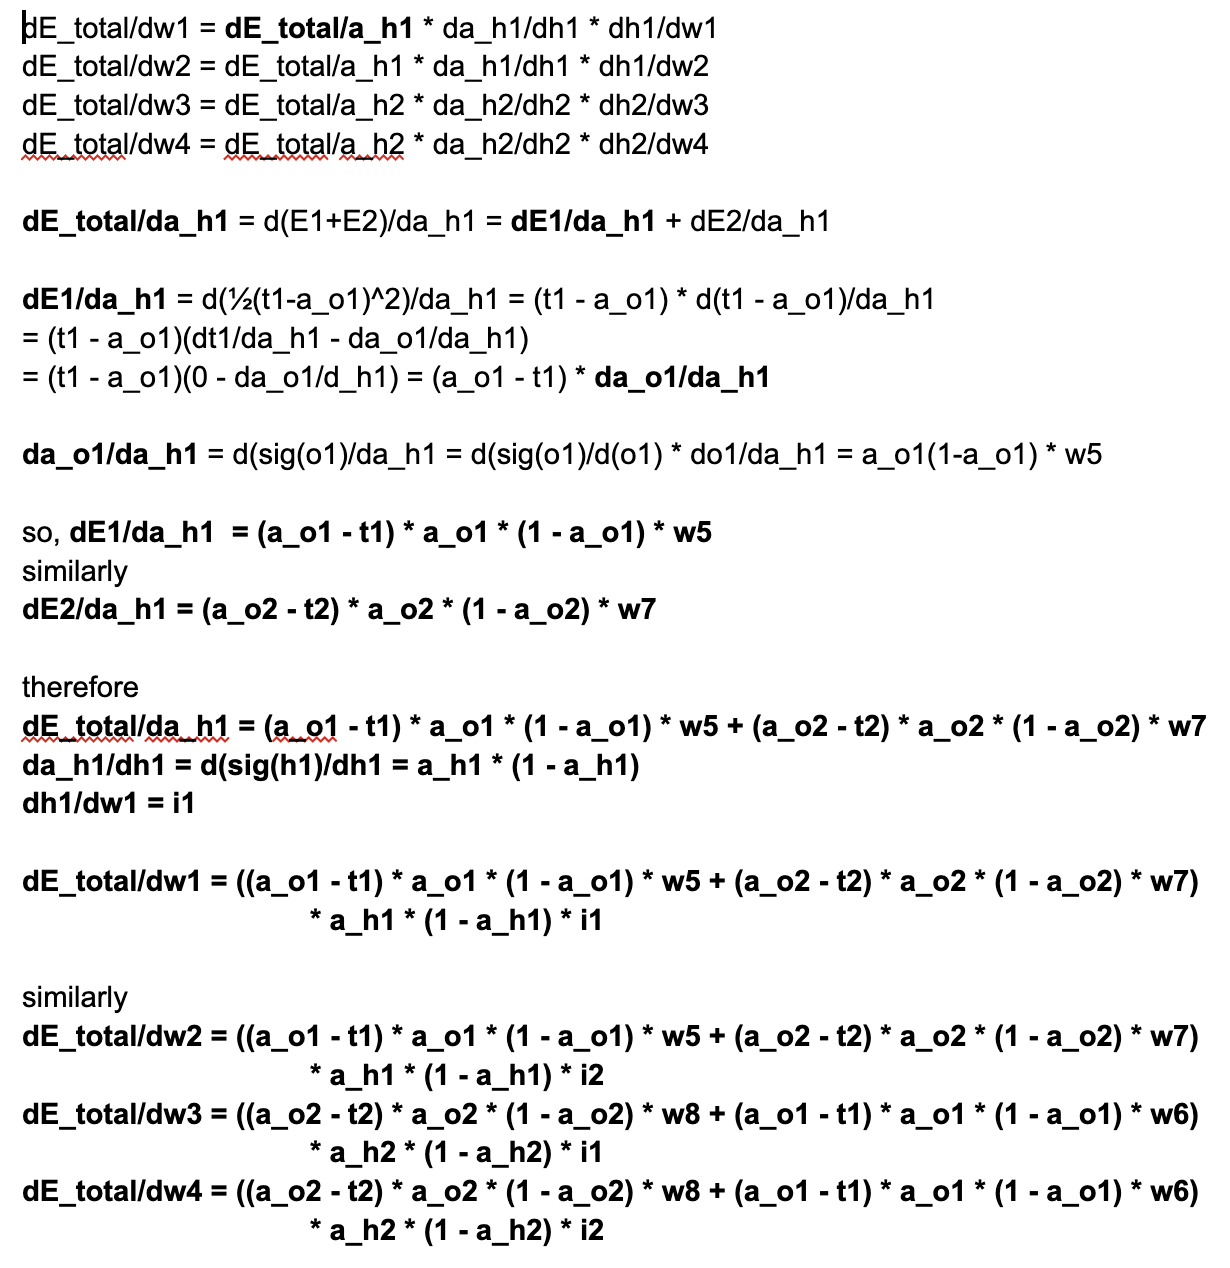 dE_total/dw1 = dE_total/a_h1 * da_h1/dh1 * dh1/dw1
dE_total/dw2 = dE_total/a_h1 * da_h1/dh1 * dh1/dw2
dE_total/dw3 = dE_total/a_h2 * da_h2/dh2 * dh2/dw3
dE_total/dw4 = dE_total/a_h2 * da_h2/dh2 * dh2/dw4
dE_total/da_h1 = d(E1+E2)/da_h1 = dE1/da_h1 + dE2/da_h1
dE1/da_h1 = d(½(t1-a_o1)^2)/da_h1 = (t1 - a_o1) * d(t1 - a_o1)/da_h1
= (t1 - a_o1)(dt1/da_h1 - da_o1/da_h1)
= (t1 - a_o1)(0 - da_o1/d_h1) = (a_o1 - t1) * da_o1/da_h1
da_o1/da_h1 = d(sig(o1)/da_h1 = d(sig(o1)/d(o1) * do1/da_h1 = a_o1(1-a_o1) * w5
so, dE1/da_h1  = (a_o1 - t1) * a_o1 * (1 - a_o1) * w5
similarly
dE2/da_h1 = (a_o2 - t2) * a_o2 * (1 - a_o2) * w7
therefore
dE_total/da_h1 = (a_o1 - t1) * a_o1 * (1 - a_o1) * w5 + (a_o2 - t2) * a_o2 * (1 - a_o2) * w7
da_h1/dh1 = d(sig(h1)/dh1 = a_h1 * (1 - a_h1)
dh1/dw1 = i1
dE_total/dw1 = ((a_o1 - t1) * a_o1 * (1 - a_o1) * w5 + (a_o2 - t2) * a_o2 * (1 - a_o2) * w7)
* a_h1 * (1 - a_h1) * i1
similarly
dE_total/dw2 = ((a_o1 - t1) * a_o1 * (1 - a_o1) * w5 + (a_o2 - t2) * a_o2 * (1 - a_o2) * w7)
* a_h1 * (1 - a_h1) * i2
dE_total/dw3 = ((a_o2 - t2) * a_o2 * (1 - a_o2) * w8 + (a_o1 - t1) * a_o1 * (1 - a_o1) * w6)
* a_h2 * (1 - a_h2) * i1
dE_total/dw4 = ((a_o2 - t2) * a_o2 * (1 - a_o2) * w8 + (a_o1 - t1) * a_o1 * (1 - a_o1) * w6)
* a_h2 * (1 - a_h2) * i2